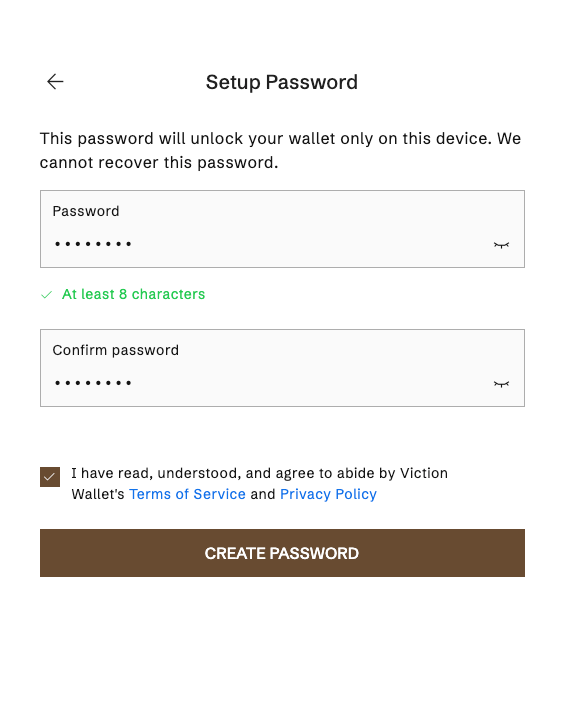 Setup Password
This password will unlock your wallet only on this device. We
cannot recover this password.
Password
••••••••
At least 8 characters
Confirm password
••••••••
I have read, understood, and agree to abide by Viction
Wallet's Terms of Service and Privacy Policy
CREATE PASSWORD